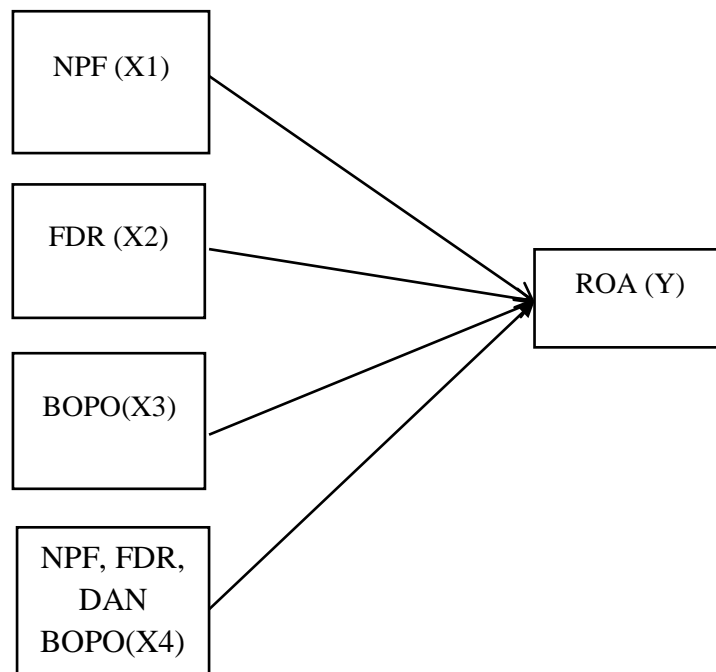 NPF (X1)
FDR (X2)
ROA (Y)
BOPO(X3)
NPF, FDR,
DAN
BOPO(X4)